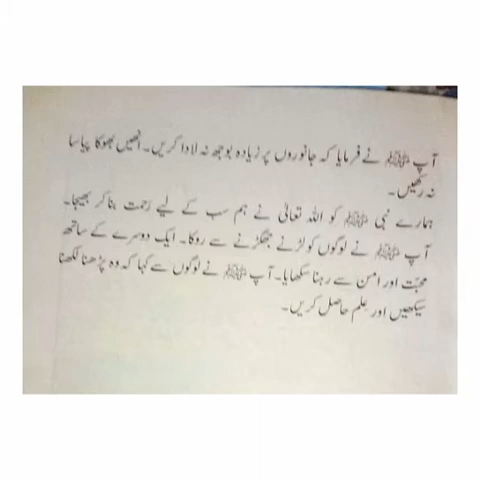 آپ ﷺ نے فرمایا کہ جانوروں پر زیادہ بوجھ نہ لادا کریں۔ انھیں بھوکا پیاسا
نہ رکھیں۔
ہمارے نبی ﷺ کو اللہ تعالیٰ نے ہم سب کے لیے رحمت بنا کر بھیجا۔
آپ ﷺ نے لوگوں کو لڑنے جھگڑنے سے روکا۔ ایک دوسرے کے ساتھ
محبّت اور امن سے رہنا سکھایا۔ آپ ﷺ نے لوگوں سے کہا کہ وہ پڑھنا لکھنا
سیکھیں اور عِلم حاصل کریں۔